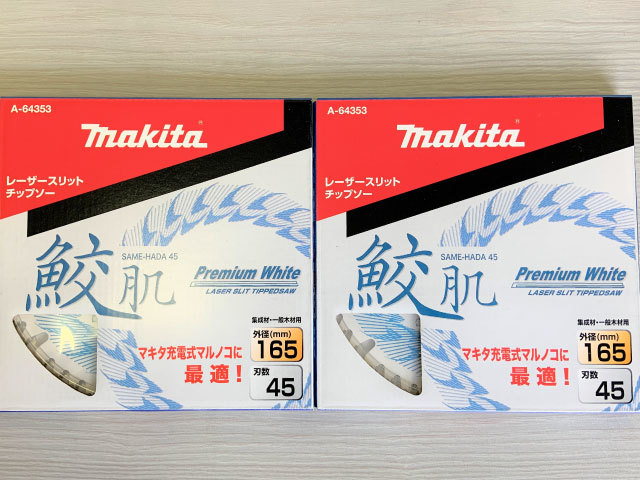 A-64353
makita®
レーザースリット
チップソー
鮫肌
SAME-HADA 45
Premium White
LASER SLIT TIPPEDSAW
集成材・一般木材用
マキタ充電式マルノコに
最適！
外径(mm)
165
刃数
45
A-64353
makita®
レーザースリット
チップソー
鮫肌
SAME-HADA 45
Premium White
LASER SLIT TIPPEDSAW
集成材・一般木材用
マキタ充電式マルノコに
最適！
外径(mm)
165
刃数
45